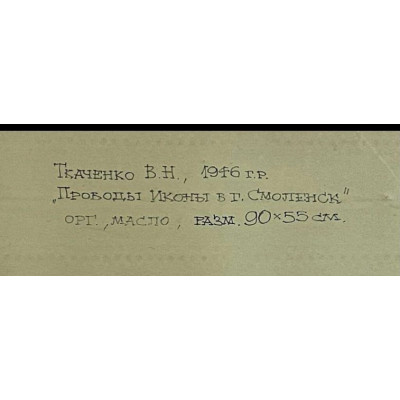 Ткаченко В.Н., 1946 г.р.
„Проводы Иконы в г. Смоленск"
орг., масло, разм. 90×55 см.